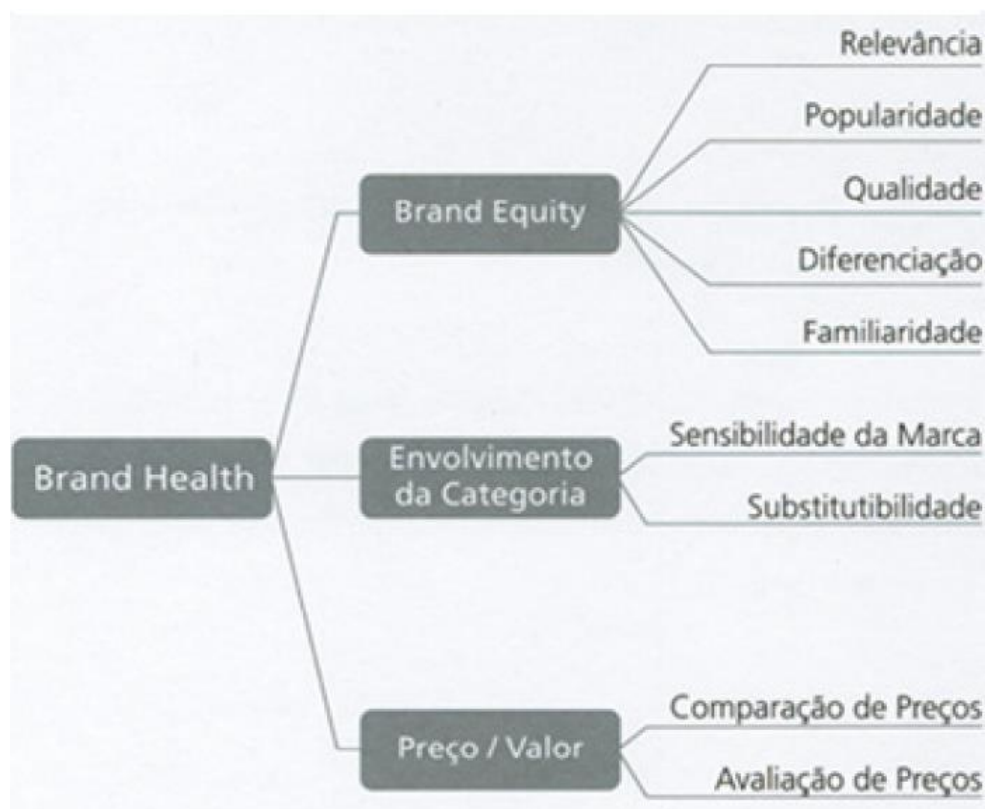 Relevância
Popularidade
Qualidade
Diferenciação
Familiaridade
Brand Equity
Sensibilidade da Marca
Substitutibilidade
Envolvimento
da Categoria
Brand Health
Comparação de Preços
Avaliação de Preços
Preço / Valor